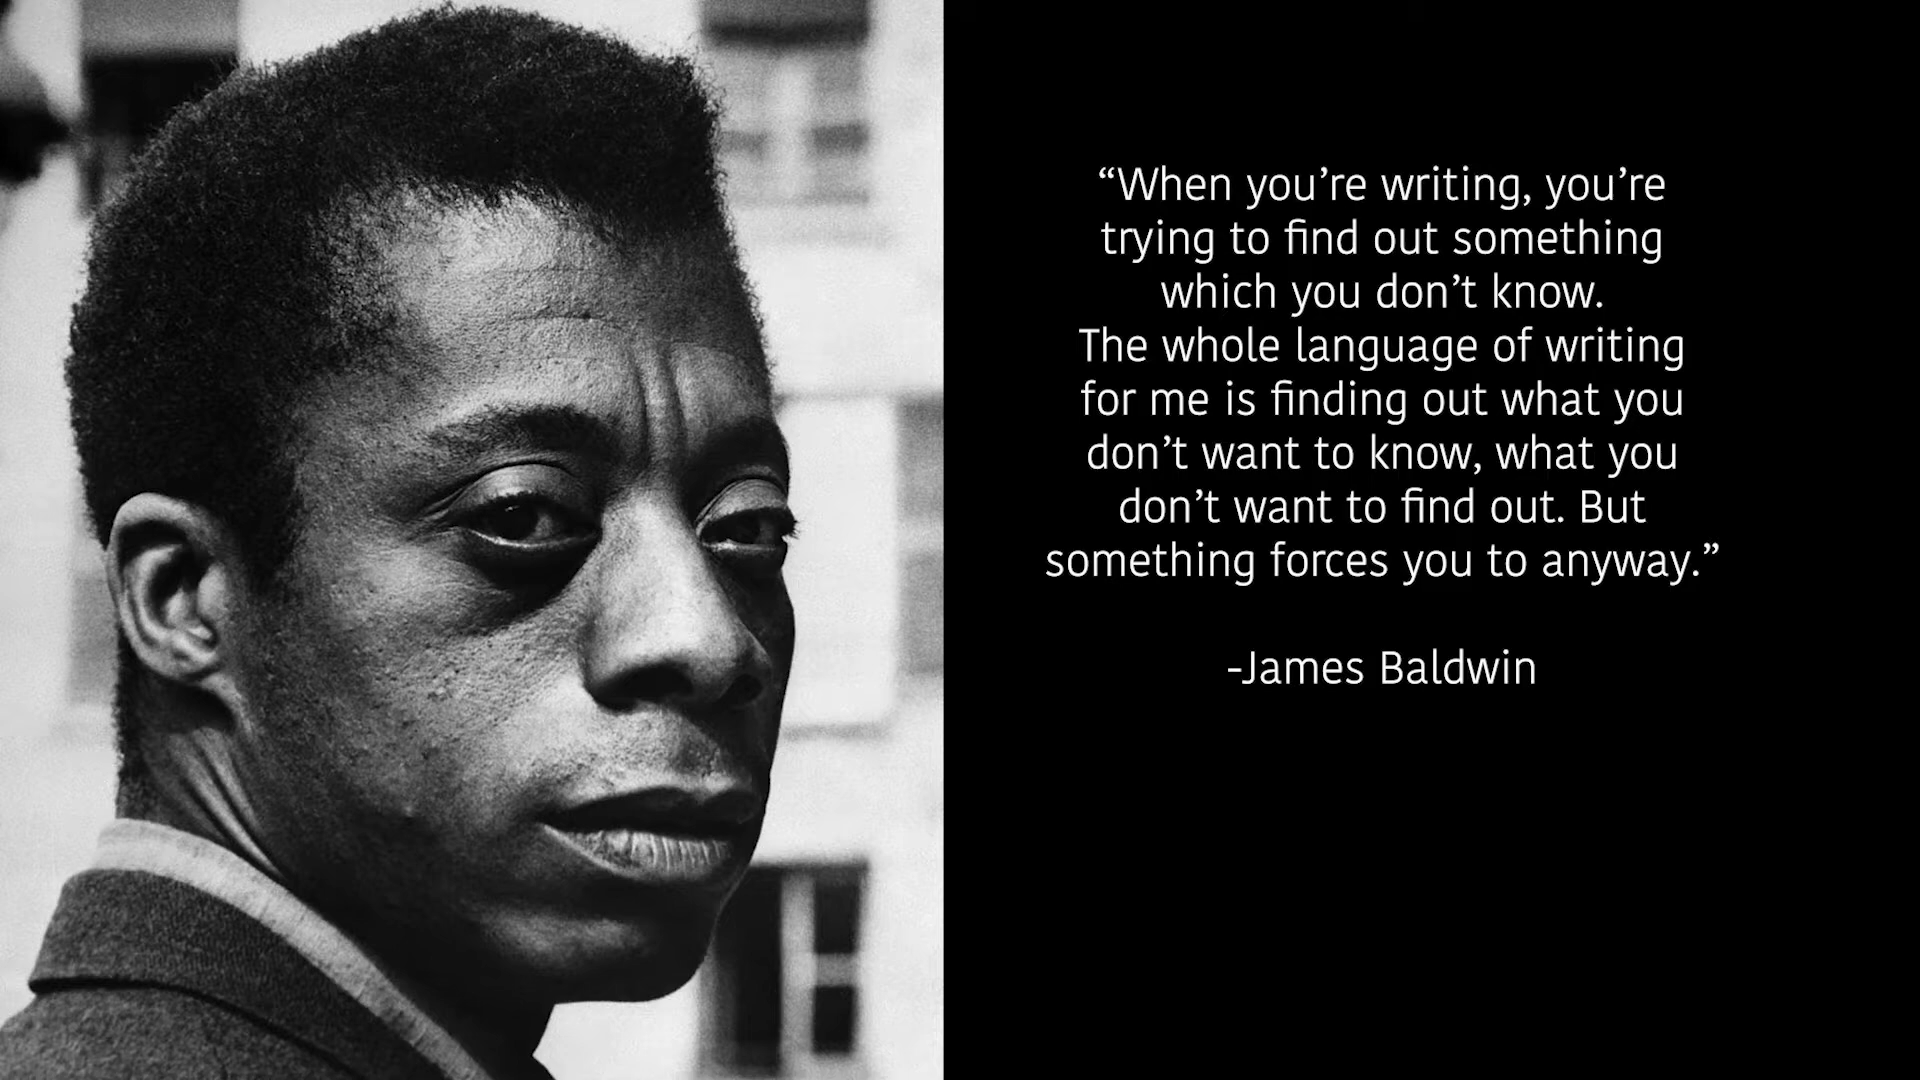 “When you’re writing, you’re
trying to find out something
which you don’t know.
The whole language of writing
for me is finding out what you
don’t want to know, what you
don’t want to find out. But
something forces you to anyway.”
-James Baldwin